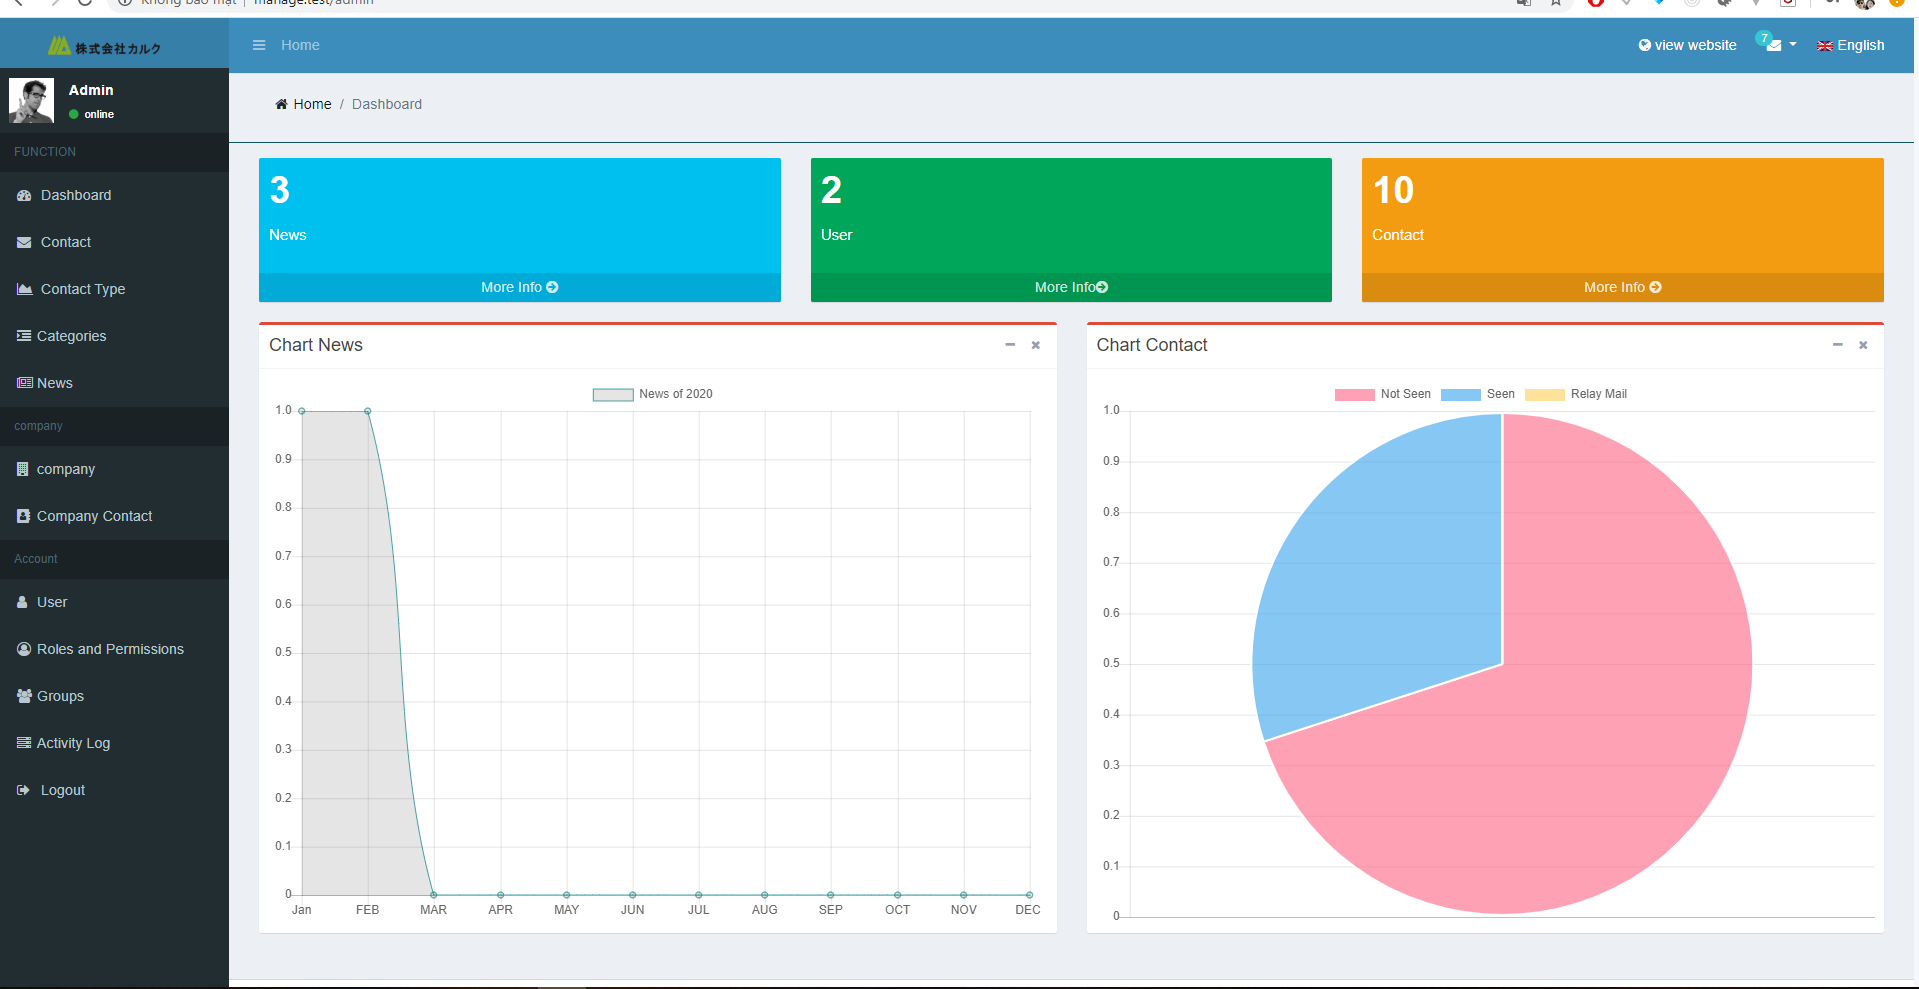 Không bảo mật | manage.test/admin
株式会社カルク
Home
view website
7
English
Admin
online
Home / Dashboard
FUNCTION
Dashboard
Contact
Contact Type
Categories
News
company
company
Company Contact
Account
User
Roles and Permissions
Groups
Activity Log
Logout
3
News
More Info
2
User
More Info
10
Contact
More Info
Chart News
News of 2020
1.0
0.9
0.8
0.7
0.6
0.5
0.4
0.3
0.2
0.1
0
Jan FEB MAR APR MAY JUN JUL AUG SEP OCT NOV DEC
Chart Contact
Not Seen Seen Relay Mail
1.0
0.9
0.8
0.7
0.6
0.5
0.4
0.3
0.2
0.1
0